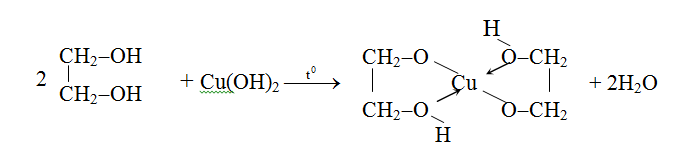 H
CH₂–OH t⁰ CH₂–O O–CH₂
2 + Cu(OH)₂ Cu + 2H₂O
CH₂–OH CH₂–O O–CH₂
H